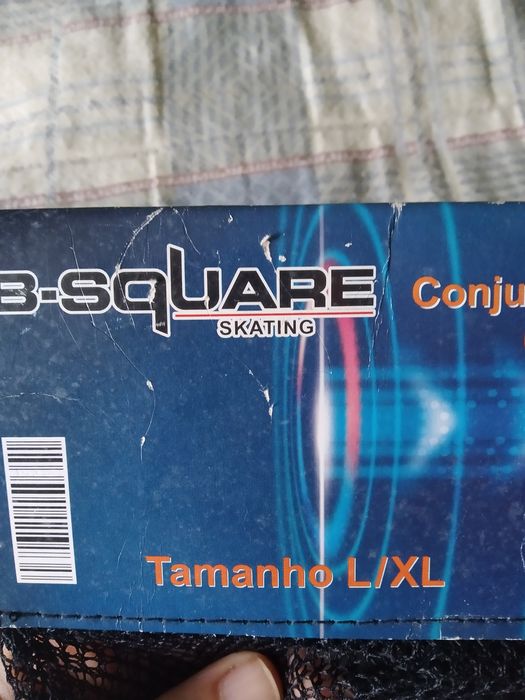 B-SQUARE
SKATING
Tamanho L/XL